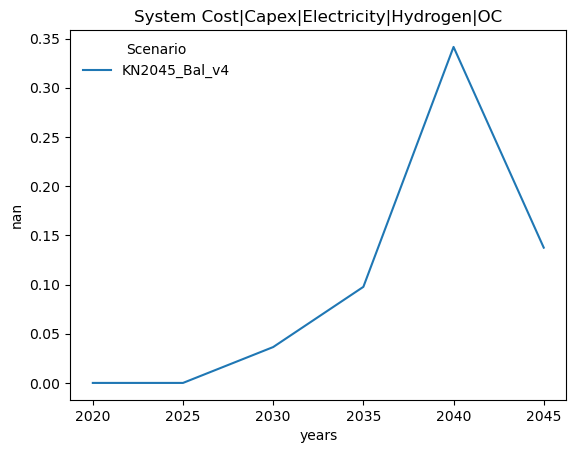 System Cost|Capex|Electricity|Hydrogen|OC
0.35
Scenario
KN2045_Bal_v4
0.30
0.25
0.20
nan
0.15
0.10
0.05
0.00
2020 2025 2030 2035 2040 2045
years